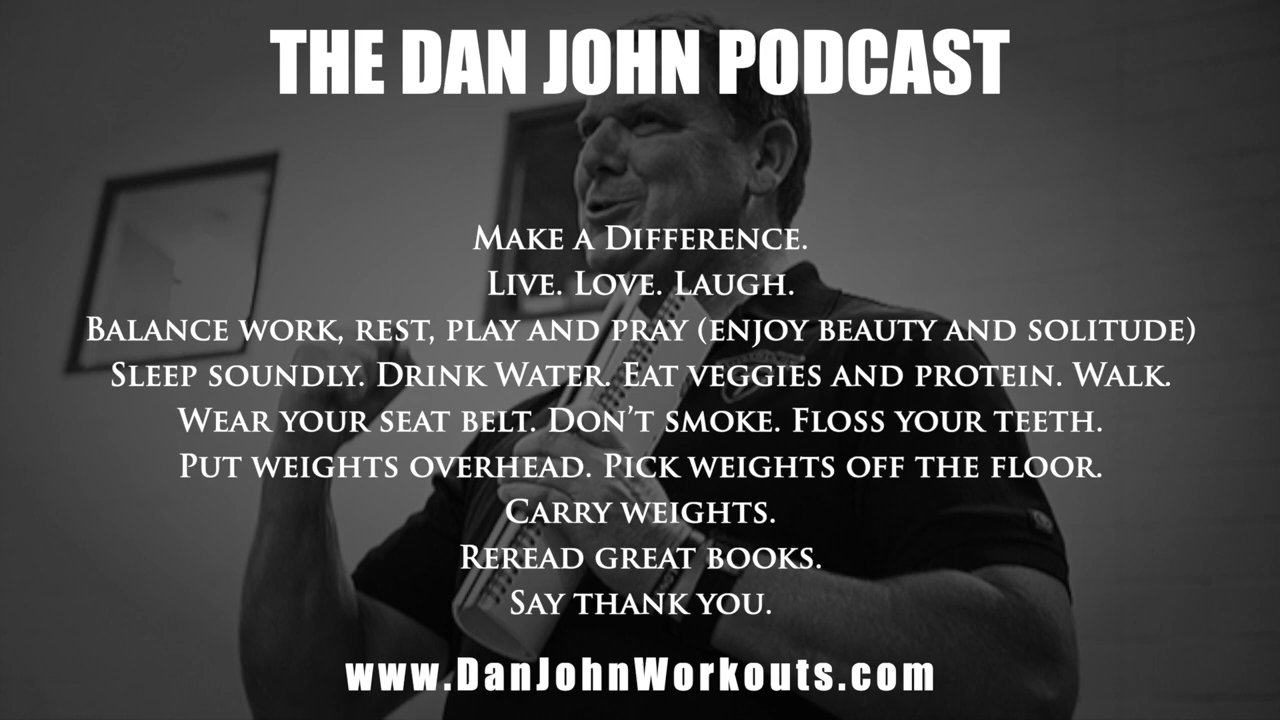 THE DAN JOHN PODCAST
Make a Difference.
Live. Love. Laugh.
Balance work, rest, play and pray (enjoy beauty and solitude)
Sleep soundly. Drink Water. Eat veggies and protein. Walk.
Wear your seat belt. Don't smoke. Floss your teeth.
Put weights overhead. Pick weights off the floor.
Carry weights.
Reread great books.
Say thank you.
www.DanJohnWorkouts.com